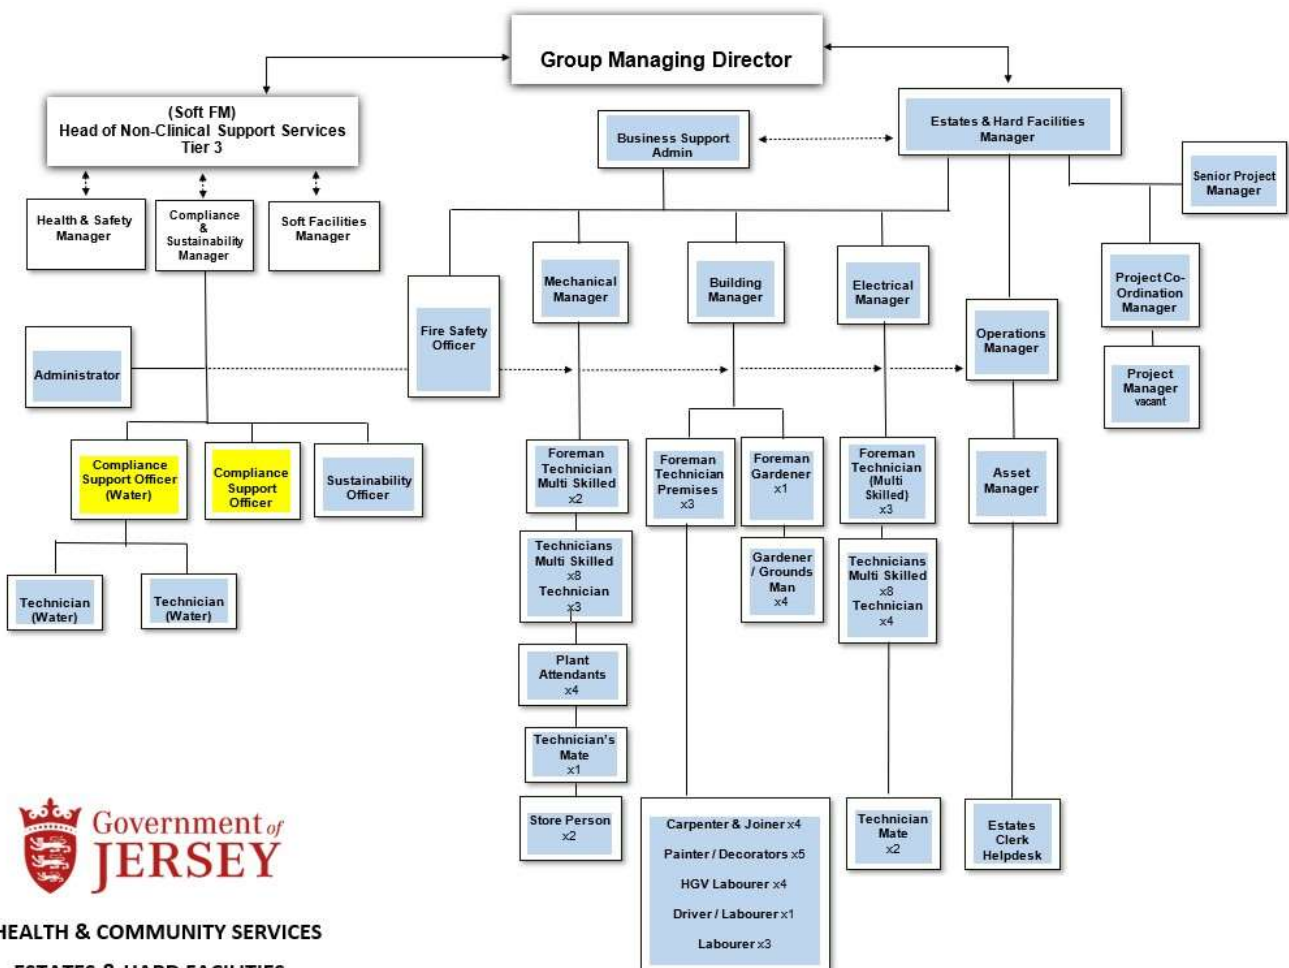 Group Managing Director
(Soft FM)
Head of Non-Clinical Support Services
Tier 3
Business Support
Admin
Estates & Hard Facilities
Manager
Senior Project
Manager
Health & Safety
Manager
Compliance
&
Sustainability
Manager
Soft Facilities
Manager
Mechanical
Manager
Building
Manager
Electrical
Manager
Project Co-
Ordination
Manager
Fire Safety
Officer
Operations
Manager
Administrator
Project
Manager
vacant
Compliance
Support Officer
(Water)
Compliance
Support
Officer
Sustainability
Officer
Foreman
Technician
Multi Skilled
x2
Foreman
Technician
Premises
x3
Foreman
Gardener
x1
Foreman
Technician
(Multi
Skilled)
x3
Asset
Manager
Technicians
Multi Skilled
x8
Technician
x3
Gardener
/ Grounds
Man
x4
Technicians
Multi Skilled
x8
Technician
x4
Technician
(Water)
Technician
(Water)
Plant
Attendants
x4
Technician's
Mate
x1
Store Person
x2
Carpenter & Joiner x4
Painter / Decorators x5
HGV Labourer x4
Driver / Labourer x1
Labourer x3
Technician
Mate
x2
Estates
Clerk
Helpdesk
Government of
JERSEY
HEALTH & COMMUNITY SERVICES
ESTATES & HARD FACILITIES